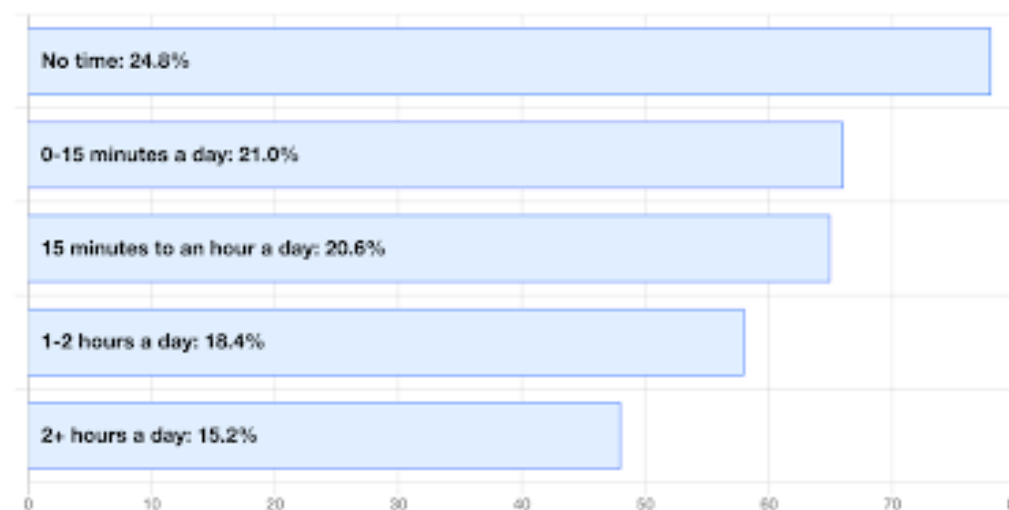 No time: 24.8%
0-15 minutes a day: 21.0%
15 minutes to an hour a day: 20.6%
1-2 hours a day: 18.4%
2+ hours a day: 15.2%
0 10 20 30 40 50 60 70